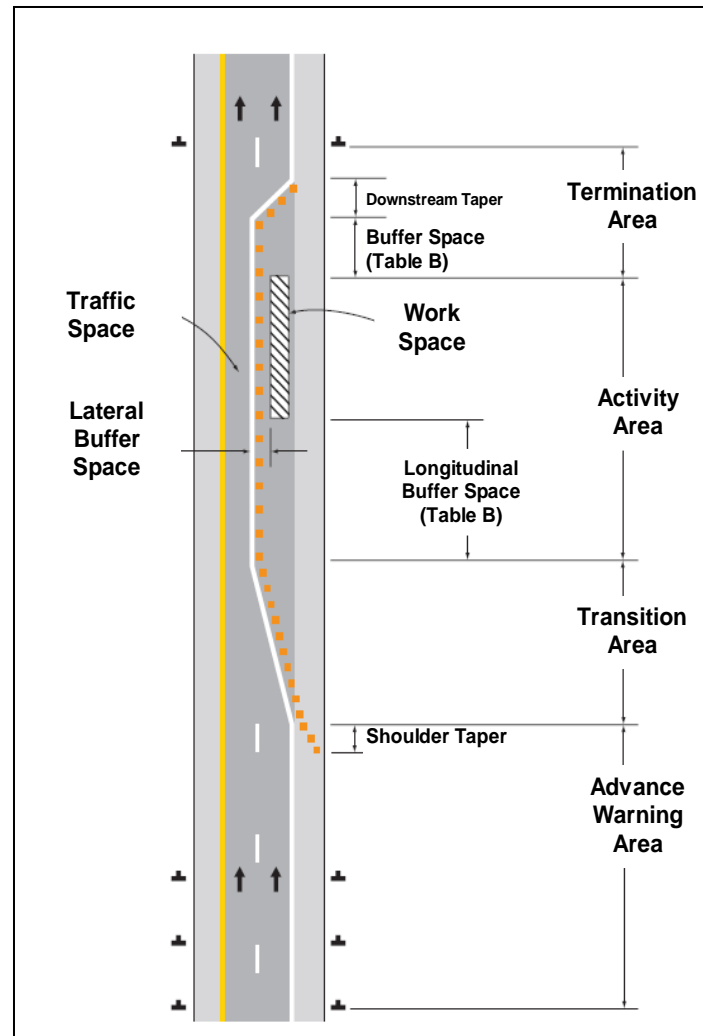 Downstream Taper
Termination
Area
Buffer Space
(Table B)
Traffic
Space
Work
Space
Lateral
Buffer
Space
Activity
Area
Longitudinal
Buffer Space
(Table B)
Transition
Area
Shoulder Taper
Advance
Warning
Area